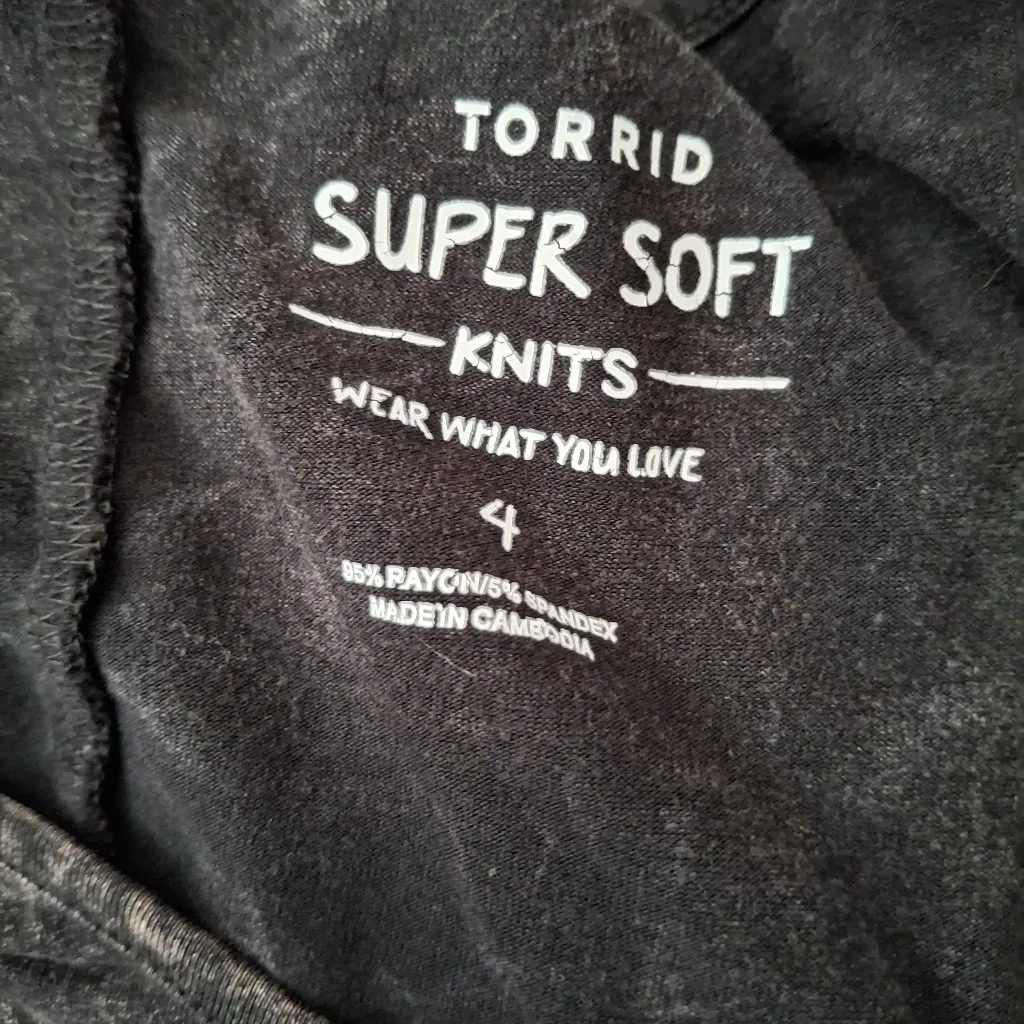 TORRID
SUPER SOFT
KNITS
WEAR WHAT YOU LOVE
4
95% RAYON/5% SPANDEX
MADE IN CAMBODIA